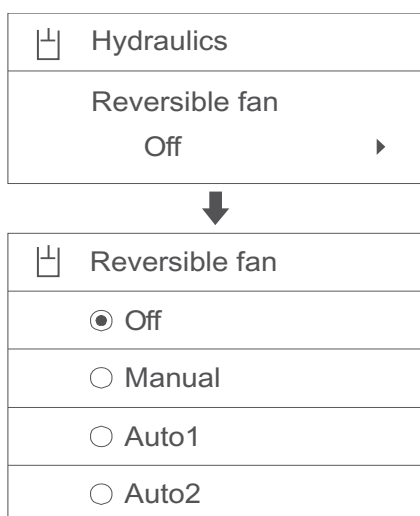 Hydraulics
Reversible fan
Off
Reversible fan
Off
Manual
Auto1
Auto2